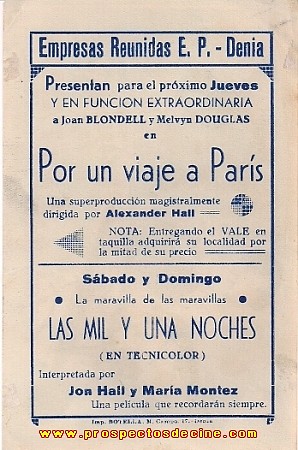 Empresas Reunidas E. P. - Denia
Presentan para el próximo Jueves
Y EN FUNCION EXTRAORDINARIA
a Joan BLONDELL y Melvyn DOUGLAS
en
Por un viaje a París
Una superproducción magistralmente
dirigida por Alexander Hall
NOTA: Entregando el VALE en
taquilla adquirirá su localidad por
la mitad de su precio
Sábado y Domingo
La maravilla de las maravillas
LAS MIL Y UNA NOCHES
(EN TECNICOLOR)
Interpretada por
Jon Hall y María Montez
Una película que recordarán siempre.
Imp. BOTELLA. M. Campo,
www.prospectosdecine.com